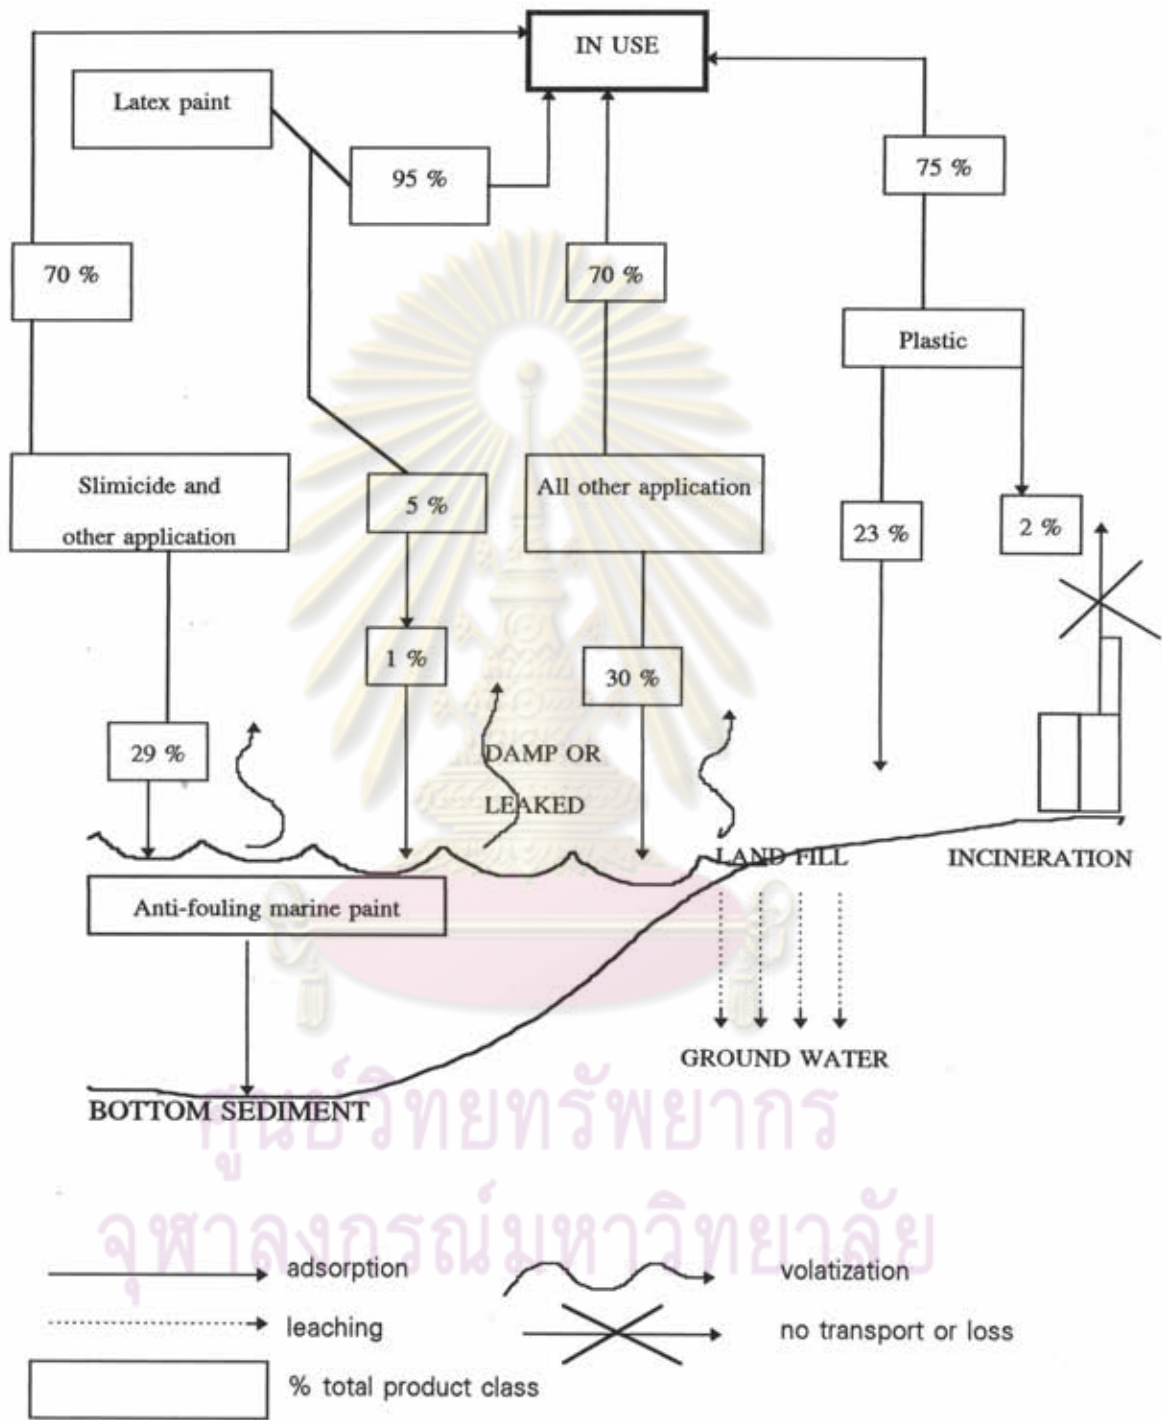 IN USE
Latex paint
95 %
75 %
70 %
70 %
Plastic
Slimicide and
other application
5 %
All other application
23 %
2 %
1 %
30 %
29 %
DAMP OR
LEAKED
LAND FILL
INCINERATION
Anti-fouling marine paint
GROUND WATER
BOTTOM SEDIMENT
ศูนย์วิทยทรัพยากร
จุฬาลงกรณ์มหาวิทยาลัย
adsorption
volatization
leaching
no transport or loss
% total product class